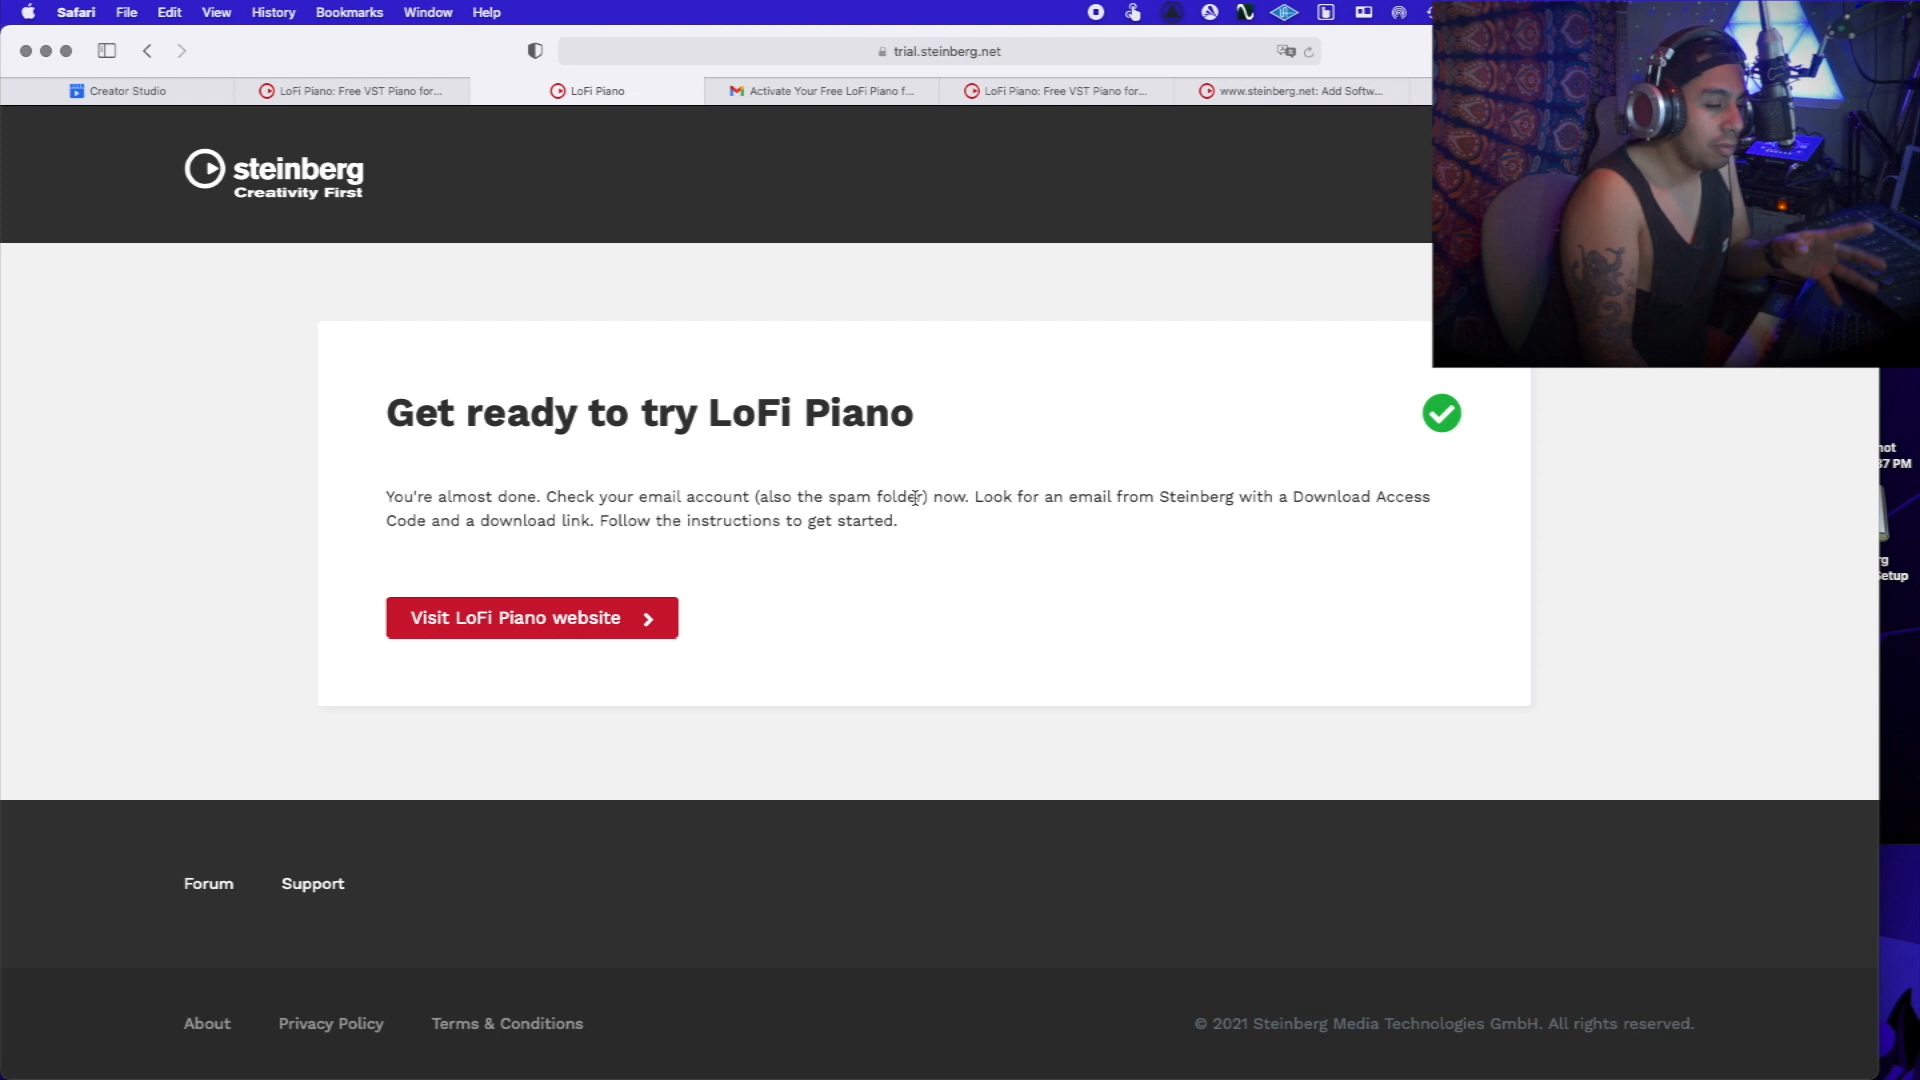 Safari File Edit View History Bookmarks Window Help
trial.steinberg.net
Creator Studio
LoFi Piano: Free VST Piano for...
LoFi Piano
Activate Your Free LoFi Piano f...
LoFi Piano: Free VST Piano for...
www.steinberg.net: Add Softw...
steinberg
Creativity First
Get ready to try LoFi Piano
You're almost done. Check your email account (also the spam folder) now. Look for an email from Steinberg with a Download Access
Code and a download link. Follow the instructions to get started.
Visit LoFi Piano website
Forum Support
About Privacy Policy Terms & Conditions
© 2021 Steinberg Media Technologies GmbH. All rights reserved.